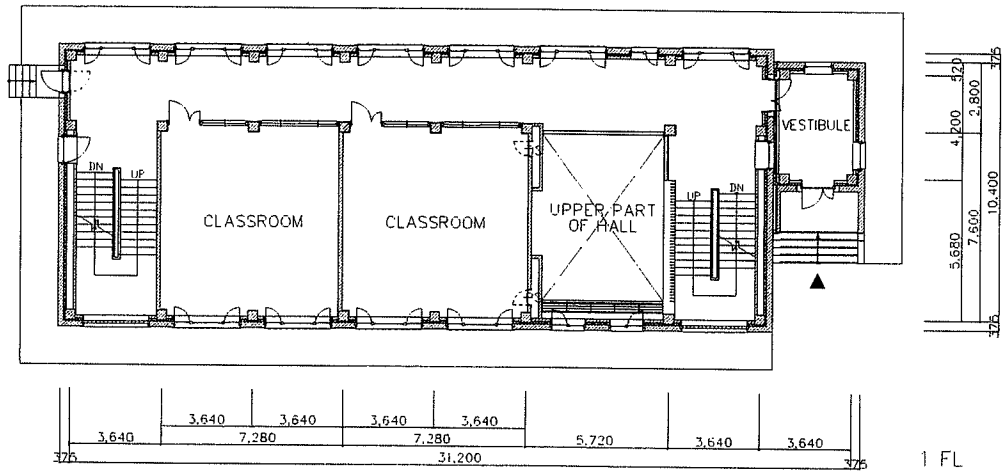 VESTIBULE
DN
UP
CLASSROOM
CLASSROOM
UPPER PART
OF HALL
UP
DN
375
520
2,800
4,200
10,400
7,600
5,680
375
3,640
3,640
3,640
3,640
3,640
7,280
7,280
5,720
3,640
3,640
375
31,200
375
1 FL